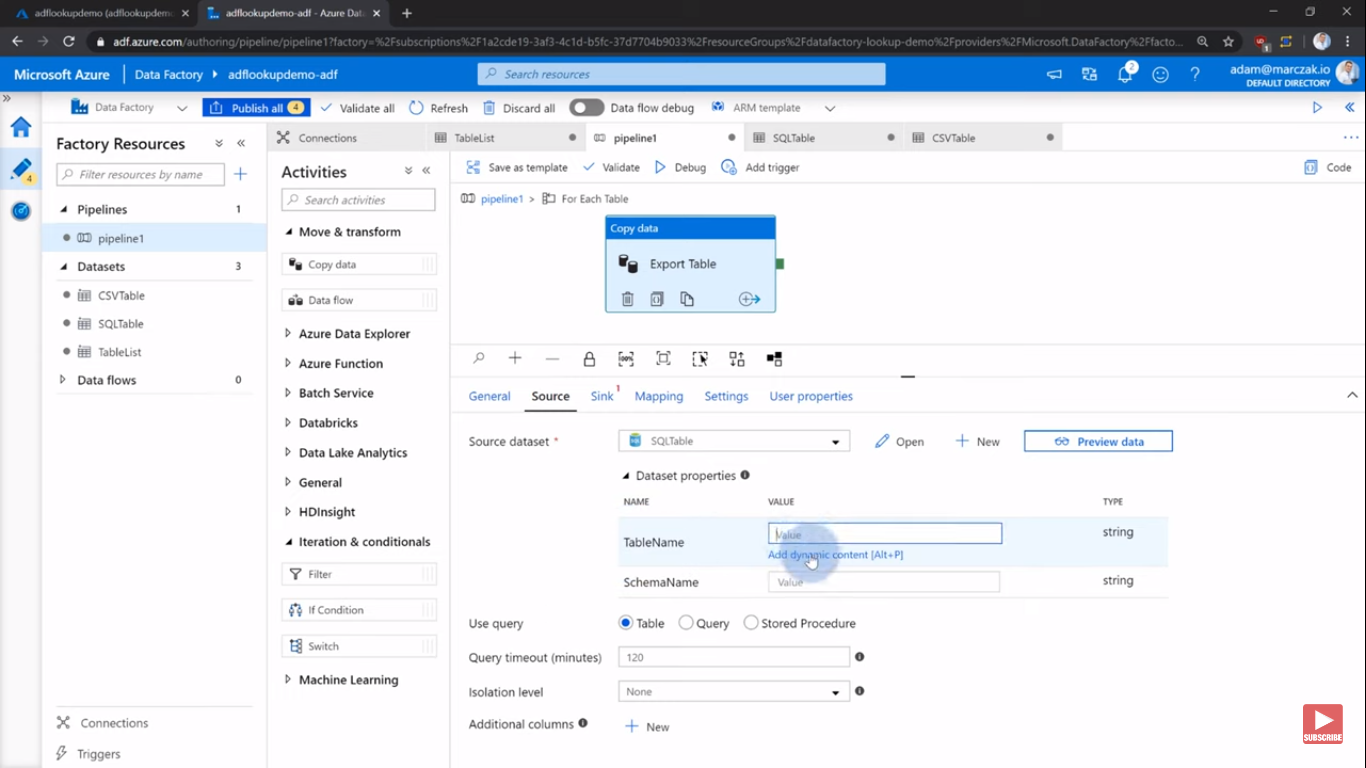 adflookupdemo (adflookupdem
adflookupdemo-adf - Azure Dat
adf.azure.com/authoring/pipeline/pipeline1?factory=%2Fsubscriptions%2F1a2cde19-3af3-4c1d-b5fc-37d7704b9033%2FresourceGroups%2Fdatafactory-lookup-demo%2Fproviders%2FMicrosoft.DataFactory%2Ffacto...
Microsoft Azure
Data Factory
adflookupdemo-adf
Search resources
2
adam@marczak.io
DEFAULT DIRECTORY
Data Factory
Publish all 4
Validate all
Refresh
Discard all
Data flow debug
ARM template
Factory Resources
Filter resources by name
4
Pipelines 1
pipeline1
Datasets 3
CSVTable
SQLTable
TableList
Data flows 0
Connections
Triggers
Connections
TableList
pipeline1
SQLTable
CSVTable
Activities
Search activities
Move & transform
Copy data
Data flow
Azure Data Explorer
Azure Function
Batch Service
Databricks
Data Lake Analytics
General
HDInsight
Iteration & conditionals
Filter
If Condition
Switch
Machine Learning
Save as template
Validate
Debug
Add trigger
Code
pipeline1 > For Each Table
Copy data
Export Table
100%
General
Source
Sink 1
Mapping
Settings
User properties
Source dataset *
SQLTable
Open
New
Preview data
Dataset properties
NAME VALUE TYPE
TableName Value string
Add dynamic content [Alt+P]
SchemaName Value string
Use query Table Query Stored Procedure
Query timeout (minutes) 120
Isolation level None
Additional columns New
SUBSCRIBE